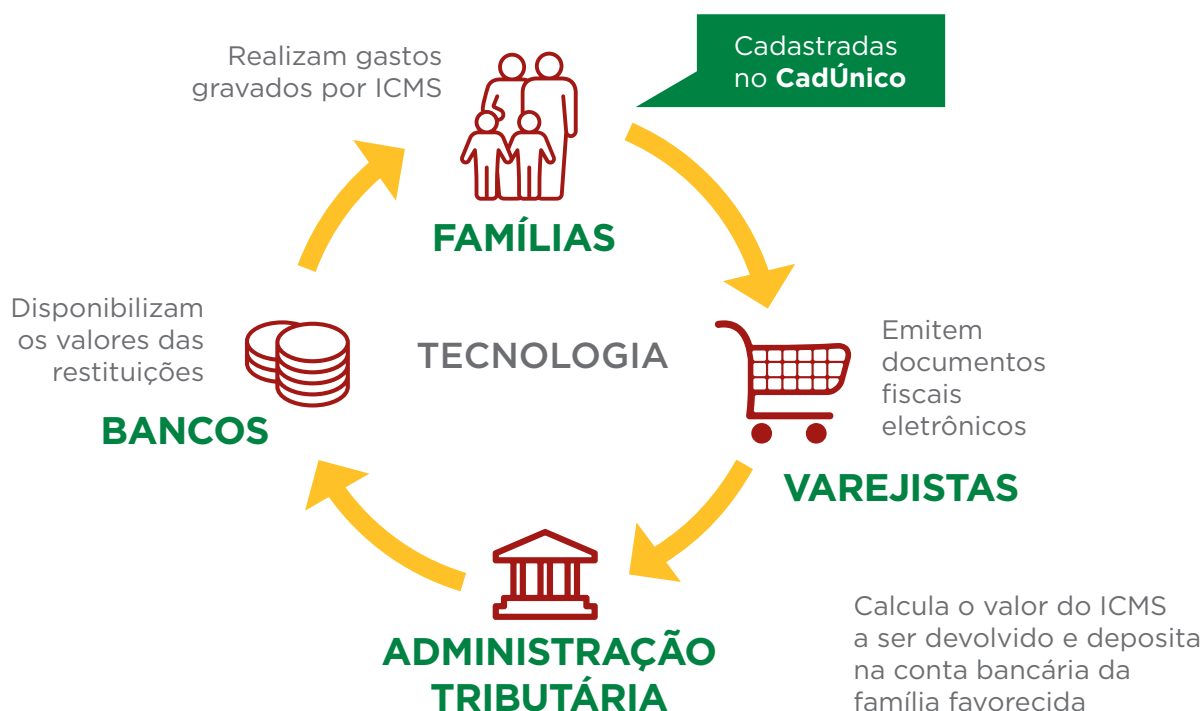 Realizam gastos
gravados por ICMS
Cadastradas
no CadÚnico
FAMÍLIAS
Disponibilizam
os valores das
restituições
BANCOS
TECNOLOGIA
Emitem
documentos
fiscais
eletrônicos
VAREJISTAS
ADMINISTRAÇÃO
TRIBUTÁRIA
Calcula o valor do ICMS
a ser devolvido e deposita
na conta bancária da
família favorecida